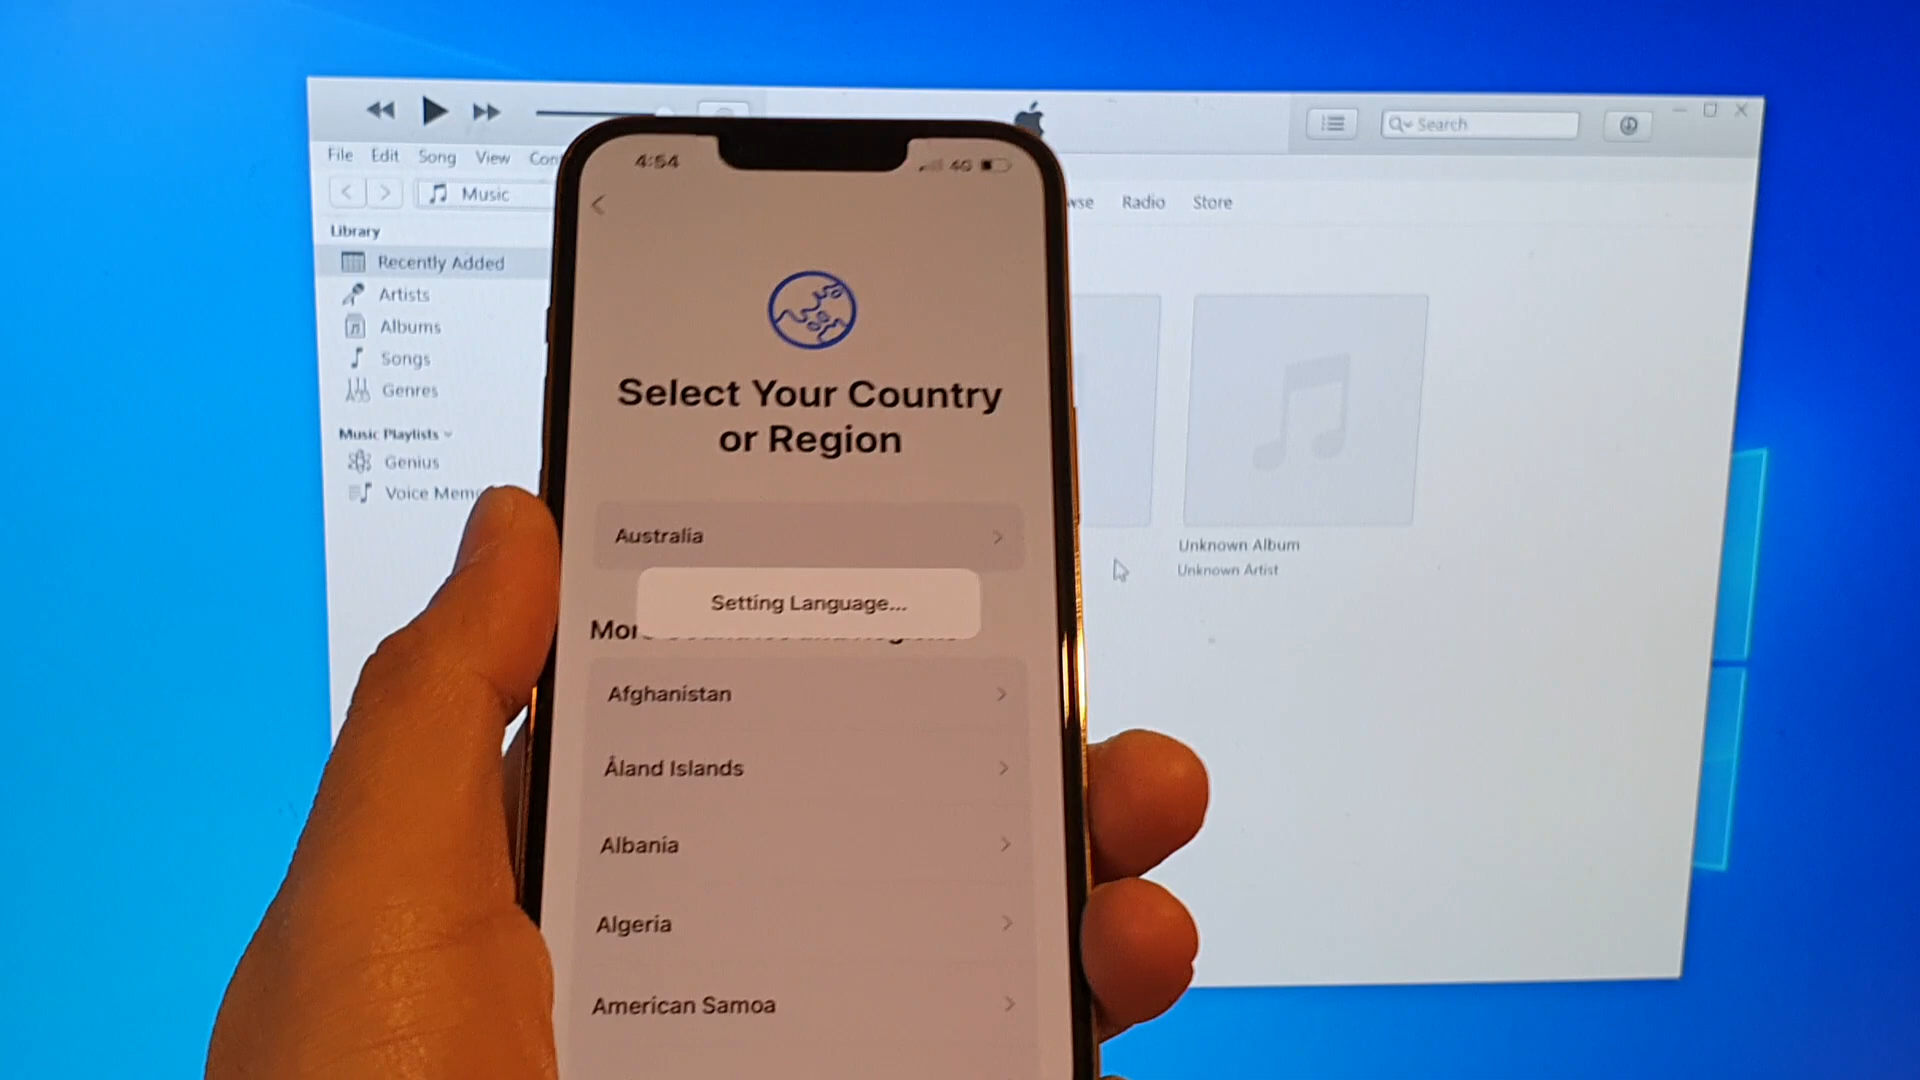 Search
File Edit Song View
Music
Radio Store
Library
Recently Added
Artists
Albums
Songs
Genres
Music Playlists
Genius
Voice
Unknown Album
Unknown Artist
4:54
4G
Select Your Country
or Region
Australia
Setting Language...
Afghanistan
Åland Islands
Albania
Algeria
American Samoa